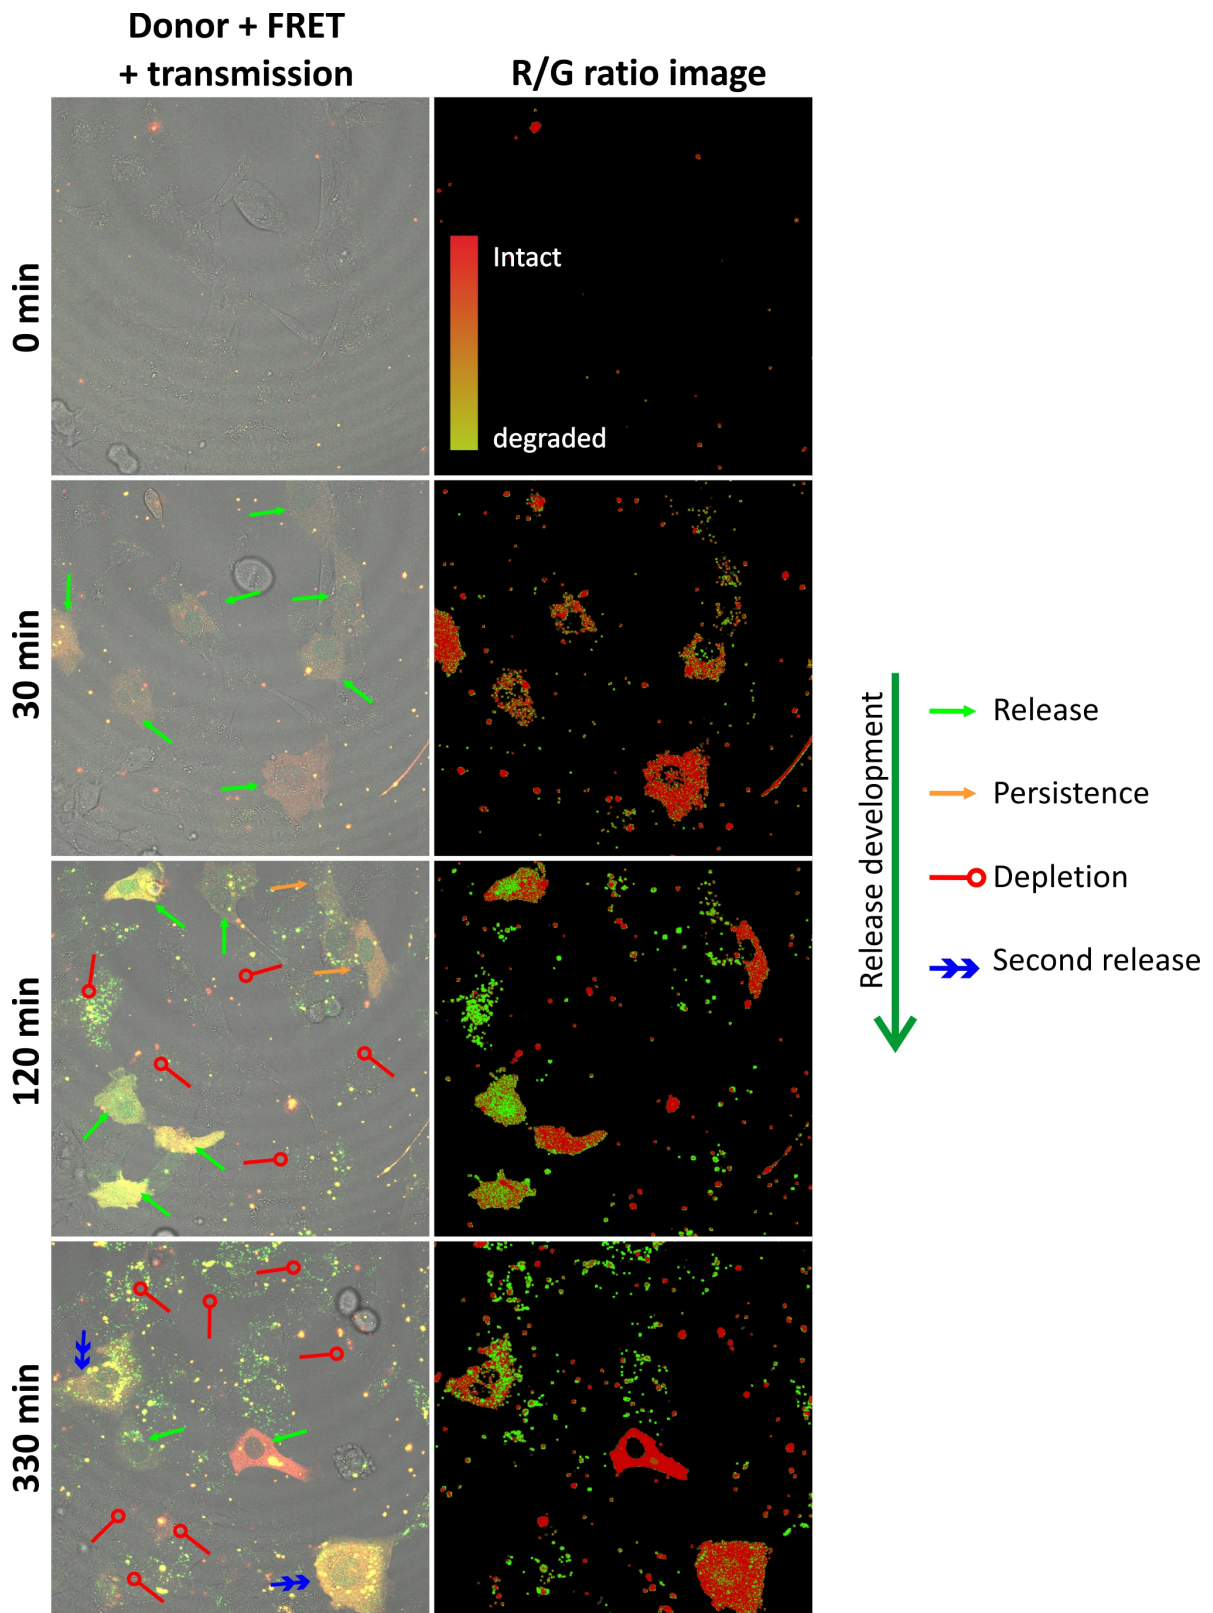 Donor + FRET
+ transmission
R/G ratio image
0 min
Intact
degraded
30 min
120 min
330 min
Release development
Release
Persistence
Depletion
Second release